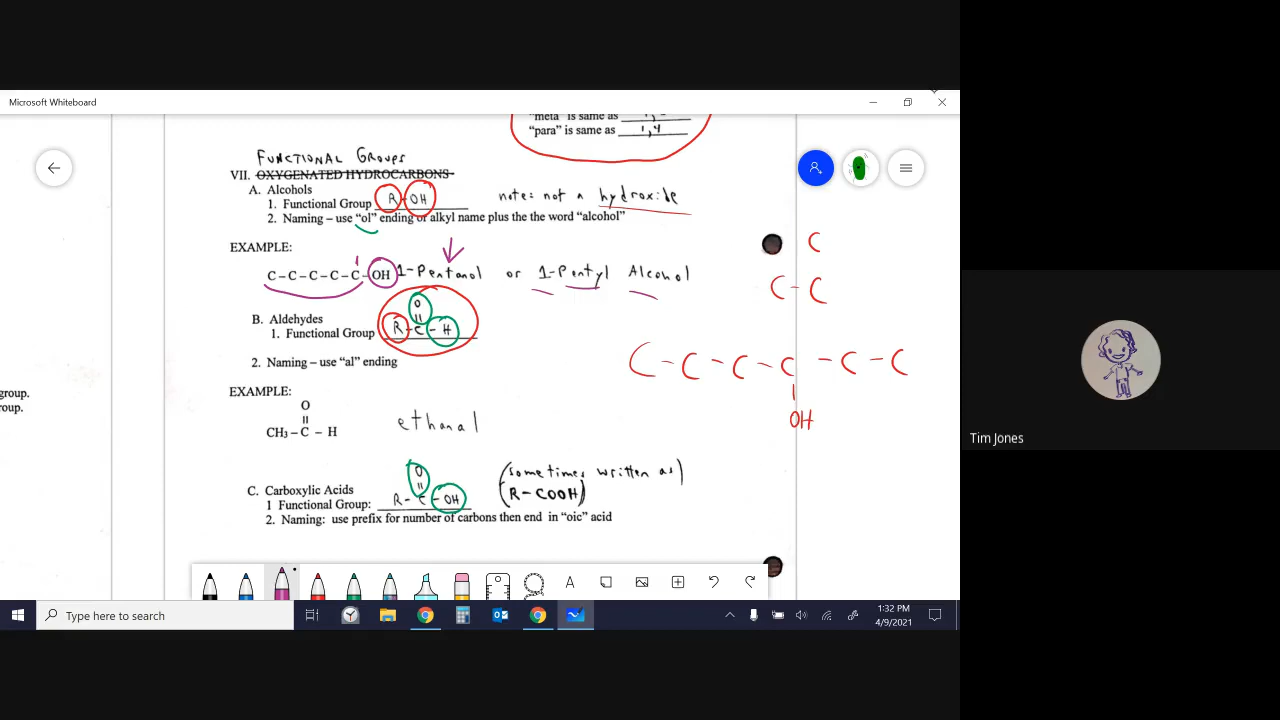 Microsoft Whiteboard
"meta" is same as 1,
"para" is same as 1,4
FUNCTIONAL GROUPS
VII. OXYGENATED HYDROCARBONS
A. Alcohols
1. Functional Group R-OH note: not a hydroxide
2. Naming – use "ol" ending or alkyl name plus the the word "alcohol"
EXAMPLE:
1
C – C – C – C – C – OH 1-Pentanol or 1-Pentyl Alcohol
O
||
B. Aldehydes
1. Functional Group R-C-H
2. Naming – use "al" ending
EXAMPLE:
O
||
CH3 – C – H ethanal
O
||
C. Carboxylic Acids
1 Functional Group: R-C-OH (sometimes written as R-COOH)
2. Naming: use prefix for number of carbons then end in "oic" acid
C
C-C
C-C-C-C-C-C
|
OH
group.
roup.
Tim Jones
A
Type here to search
1:32 PM
4/9/2021